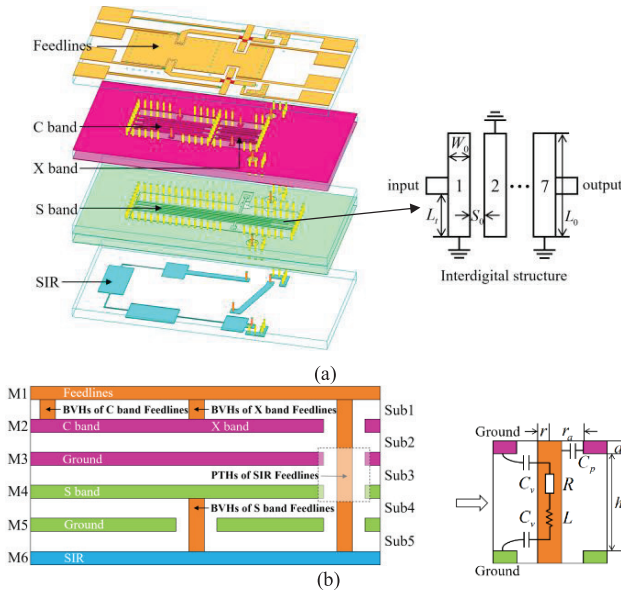 Feedlines
C band
X band
S band
SIR
W0
input
1
2
7
output
Lt
S0
L0
Interdigital structure
(a)
M1
Feedlines
BVHs of C band Feedlines
BVHs of X band Feedlines
Sub1
M2
C band
X band
Sub2
M3
Ground
PTHs of SIR Feedlines
Sub3
M4
S band
Sub4
BVHs of S band Feedlines
M5
Ground
Sub5
M6
SIR
(b)
Ground
r
ra
d
Cp
Cv
R
h
Cv
L
Ground